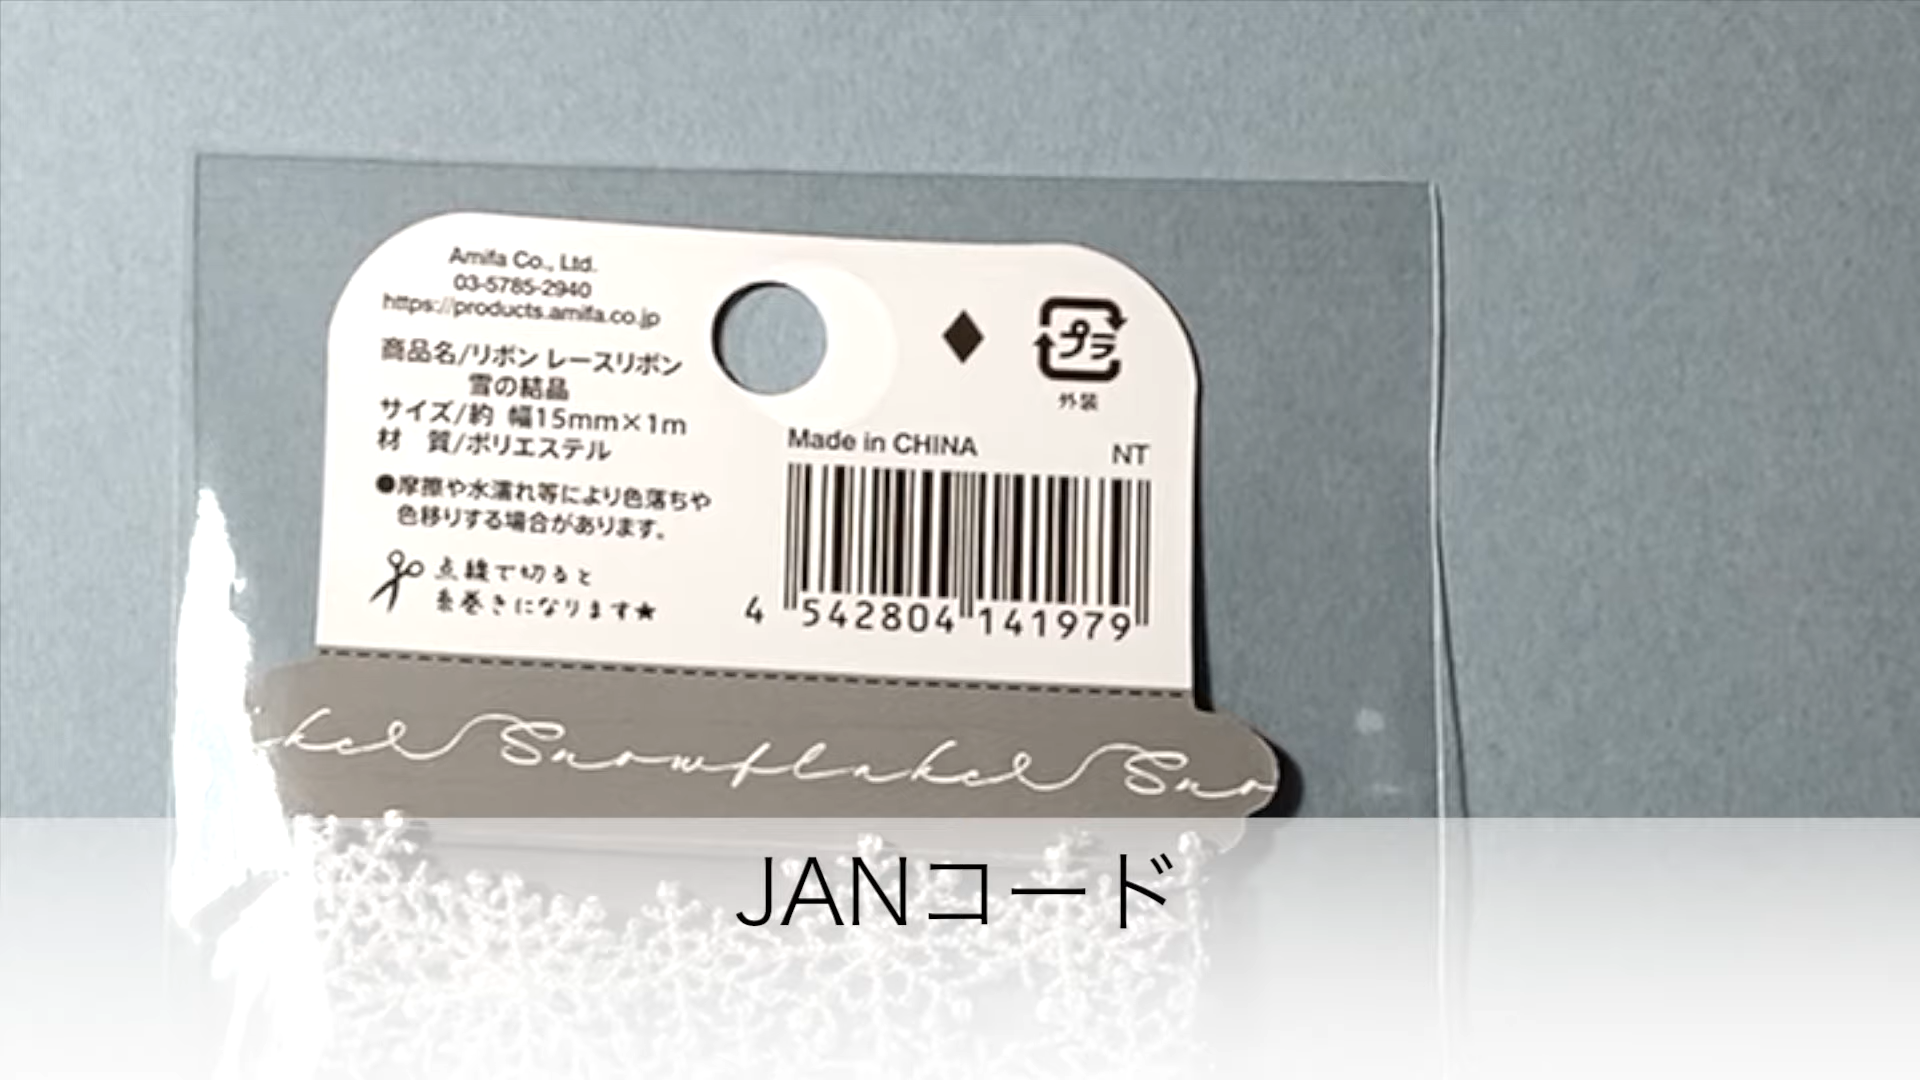 Amifa Co., Ltd.
03-5785-2940
https://products.amifa.co.jp
商品名/リボン レースリボン
雪の結晶
サイズ/約 幅15mm×1m
材 質/ポリエステル
●摩擦や水濡れ等により色落ちや
色移りする場合があります。
点線で切ると
糸巻きになります★
プラ
外装
Made in CHINA NT
4 542804 141979
kel Snowflakel Sno
JANコード